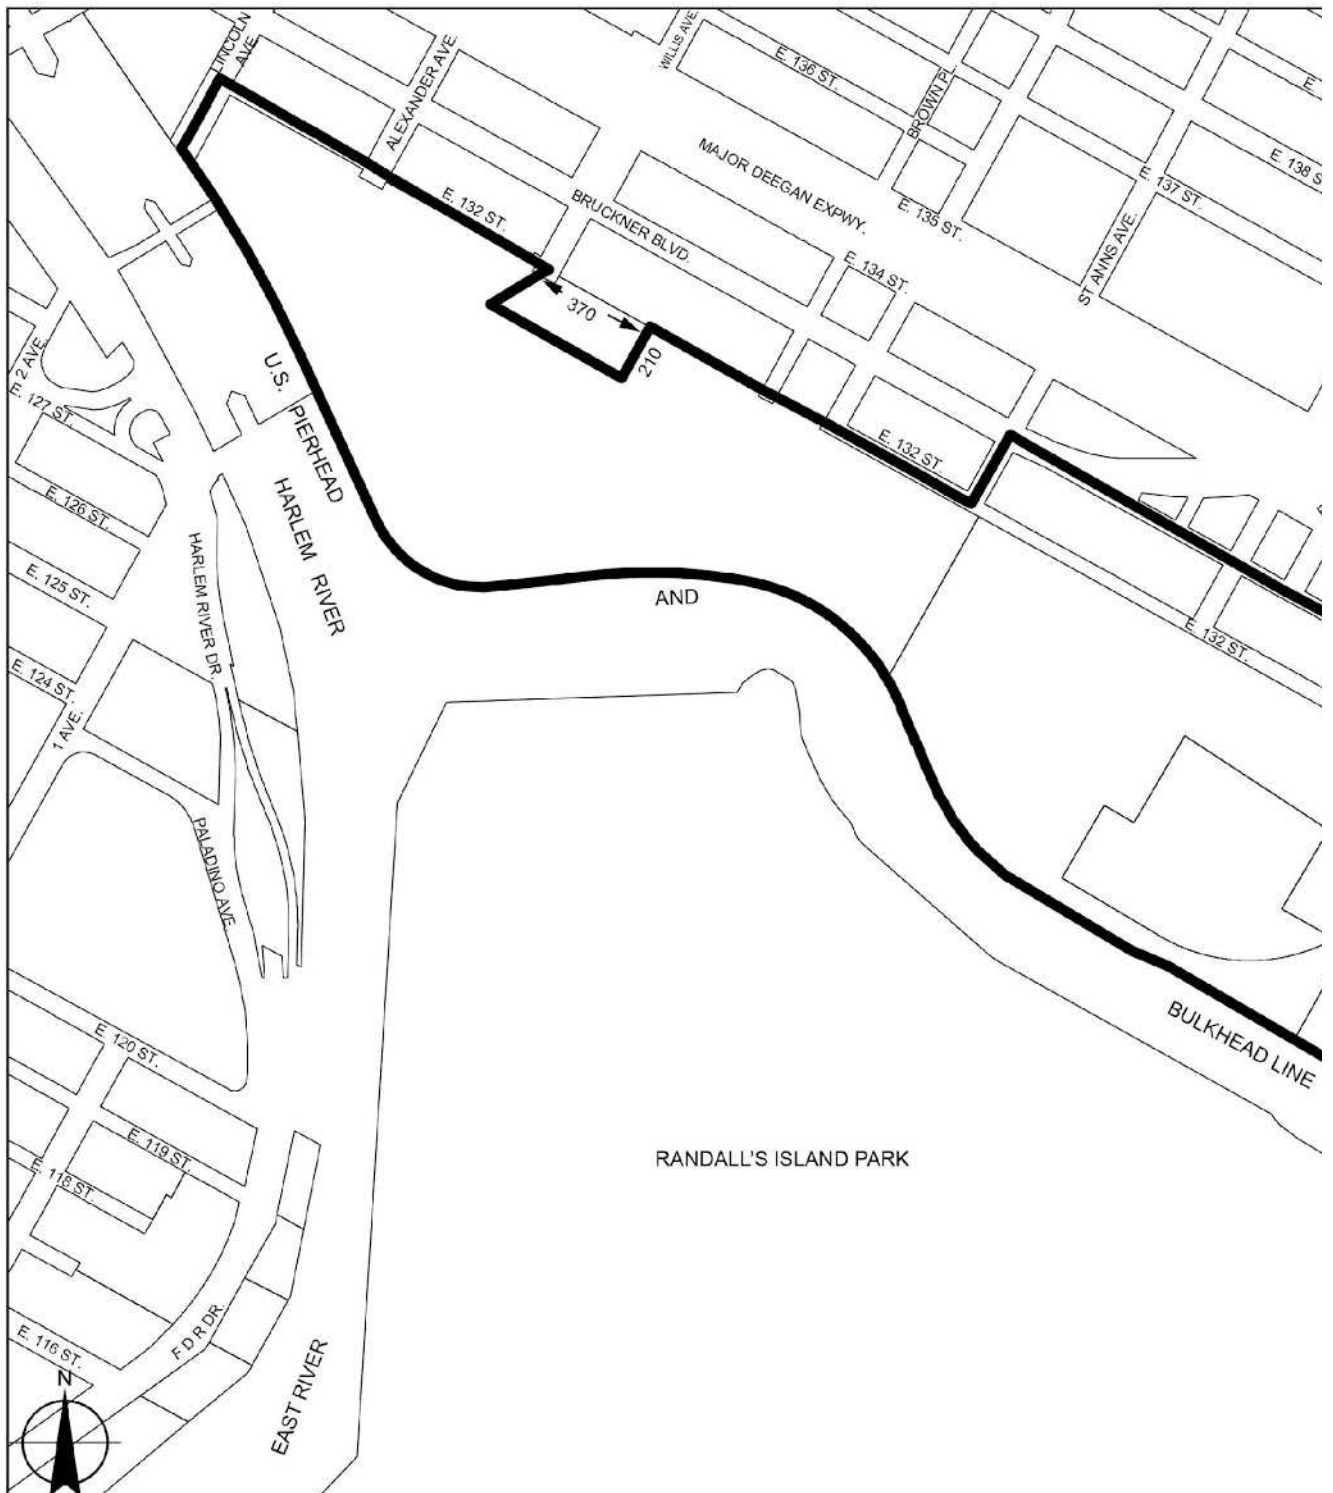 LINCOLN
AVE.
ALEXANDER AVE.
WILLIS AVE.
E. 136 ST.
BROWN PL.
E. 138 S
E. 137 ST.
MAJOR DEEGAN EXPWY.
E. 135 ST.
ST ANNS AVE.
E. 132 ST.
BRUCKNER BLVD.
E. 134 ST.
370
210
E. 2 AVE.
E. 127 ST.
U.S. PIERHEAD
HARLEM RIVER
E. 132 ST.
E. 126 ST.
HARLEM RIVER DR.
E. 125 ST.
AND
E. 132 ST.
E. 124 ST.
1 AVE.
PALADINO AVE.
BULKHEAD LINE
E. 120 ST.
E. 119 ST.
RANDALL'S ISLAND PARK
E. 118 ST.
F D R DR.
E. 116 ST.
EAST RIVER
N